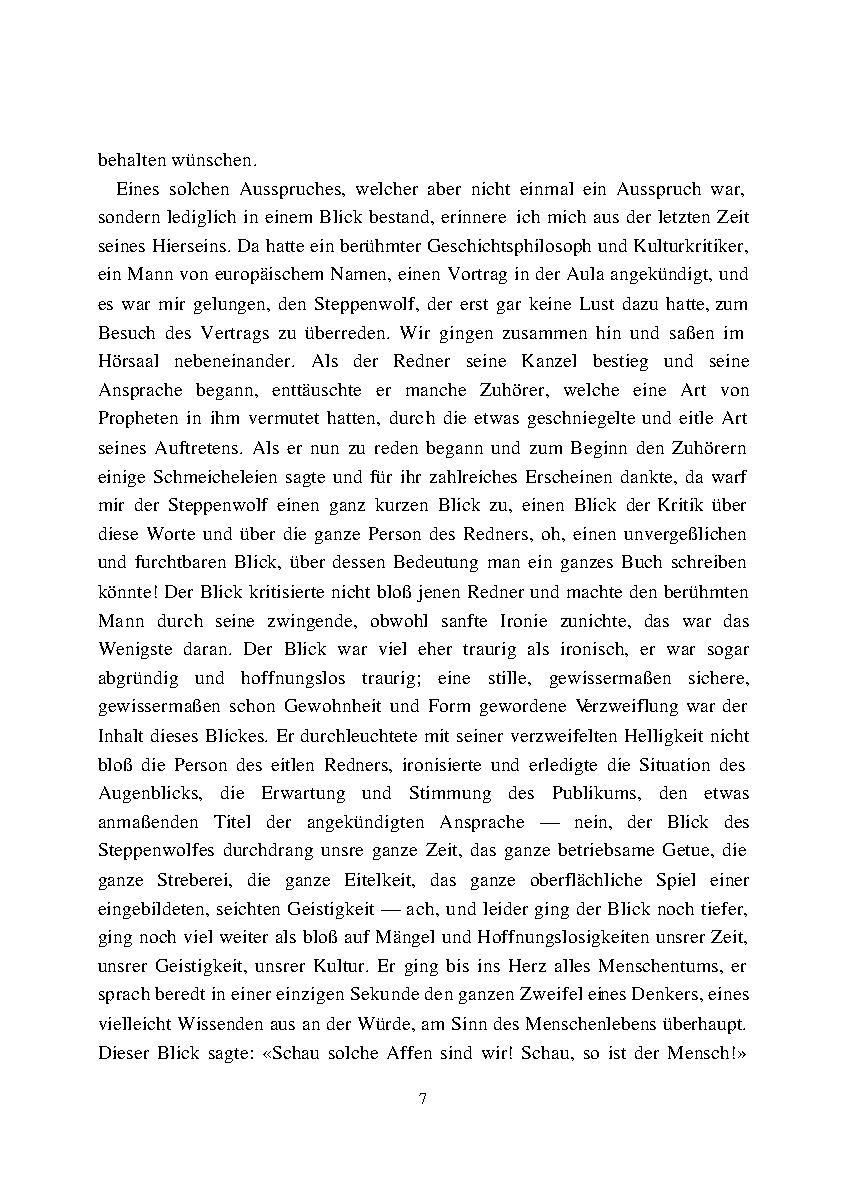 behalten wünschen.
Eines solchen Ausspruches, welcher aber nicht einmal ein Ausspruch war,
sondern lediglich in einem Blick bestand, erinnere ich mich aus der letzten Zeit
seines Hierseins. Da hatte ein berühmter Geschichtsphilosoph und Kulturkritiker,
ein Mann von europäischem Namen, einen Vortrag in der Aula angekündigt, und
es war mir gelungen, den Steppenwolf, der erst gar keine Lust dazu hatte, zum
Besuch des Vertrags zu überreden. Wir gingen zusammen hin und saßen im
Hörsaal nebeneinander. Als der Redner seine Kanzel bestieg und seine
Ansprache begann, enttäuschte er manche Zuhörer, welche eine Art von
Propheten in ihm vermutet hatten, durch die etwas geschniegelte und eitle Art
seines Auftretens. Als er nun zu reden begann und zum Beginn den Zuhörern
einige Schmeicheleien sagte und für ihr zahlreiches Erscheinen dankte, da warf
mir der Steppenwolf einen ganz kurzen Blick zu, einen Blick der Kritik über
diese Worte und über die ganze Person des Redners, oh, einen unvergeßlichen
und furchtbaren Blick, über dessen Bedeutung man ein ganzes Buch schreiben
könnte! Der Blick kritisierte nicht bloß jenen Redner und machte den berühmten
Mann durch seine zwingende, obwohl sanfte Ironie zunichte, das war das
Wenigste daran. Der Blick war viel eher traurig als ironisch, er war sogar
abgründig und hoffnungslos traurig; eine stille, gewissermaßen sichere,
gewissermaßen schon Gewohnheit und Form gewordene Verzweiflung war der
Inhalt dieses Blickes. Er durchleuchtete mit seiner verzweifelten Helligkeit nicht
bloß die Person des eitlen Redners, ironisierte und erledigte die Situation des
Augenblicks, die Erwartung und Stimmung des Publikums, den etwas
anmaßenden Titel der angekündigten Ansprache — nein, der Blick des
Steppenwolfes durchdrang unsre ganze Zeit, das ganze betriebsame Getue, die
ganze Streberei, die ganze Eitelkeit, das ganze oberflächliche Spiel einer
eingebildeten, seichten Geistigkeit — ach, und leider ging der Blick noch tiefer,
ging noch viel weiter als bloß auf Mängel und Hoffnungslosigkeiten unsrer Zeit,
unsrer Geistigkeit, unsrer Kultur. Er ging bis ins Herz alles Menschentums, er
sprach beredt in einer einzigen Sekunde den ganzen Zweifel eines Denkers, eines
vielleicht Wissenden aus an der Würde, am Sinn des Menschenlebens überhaupt.
Dieser Blick sagte: «Schau solche Affen sind wir! Schau, so ist der Mensch!»
7